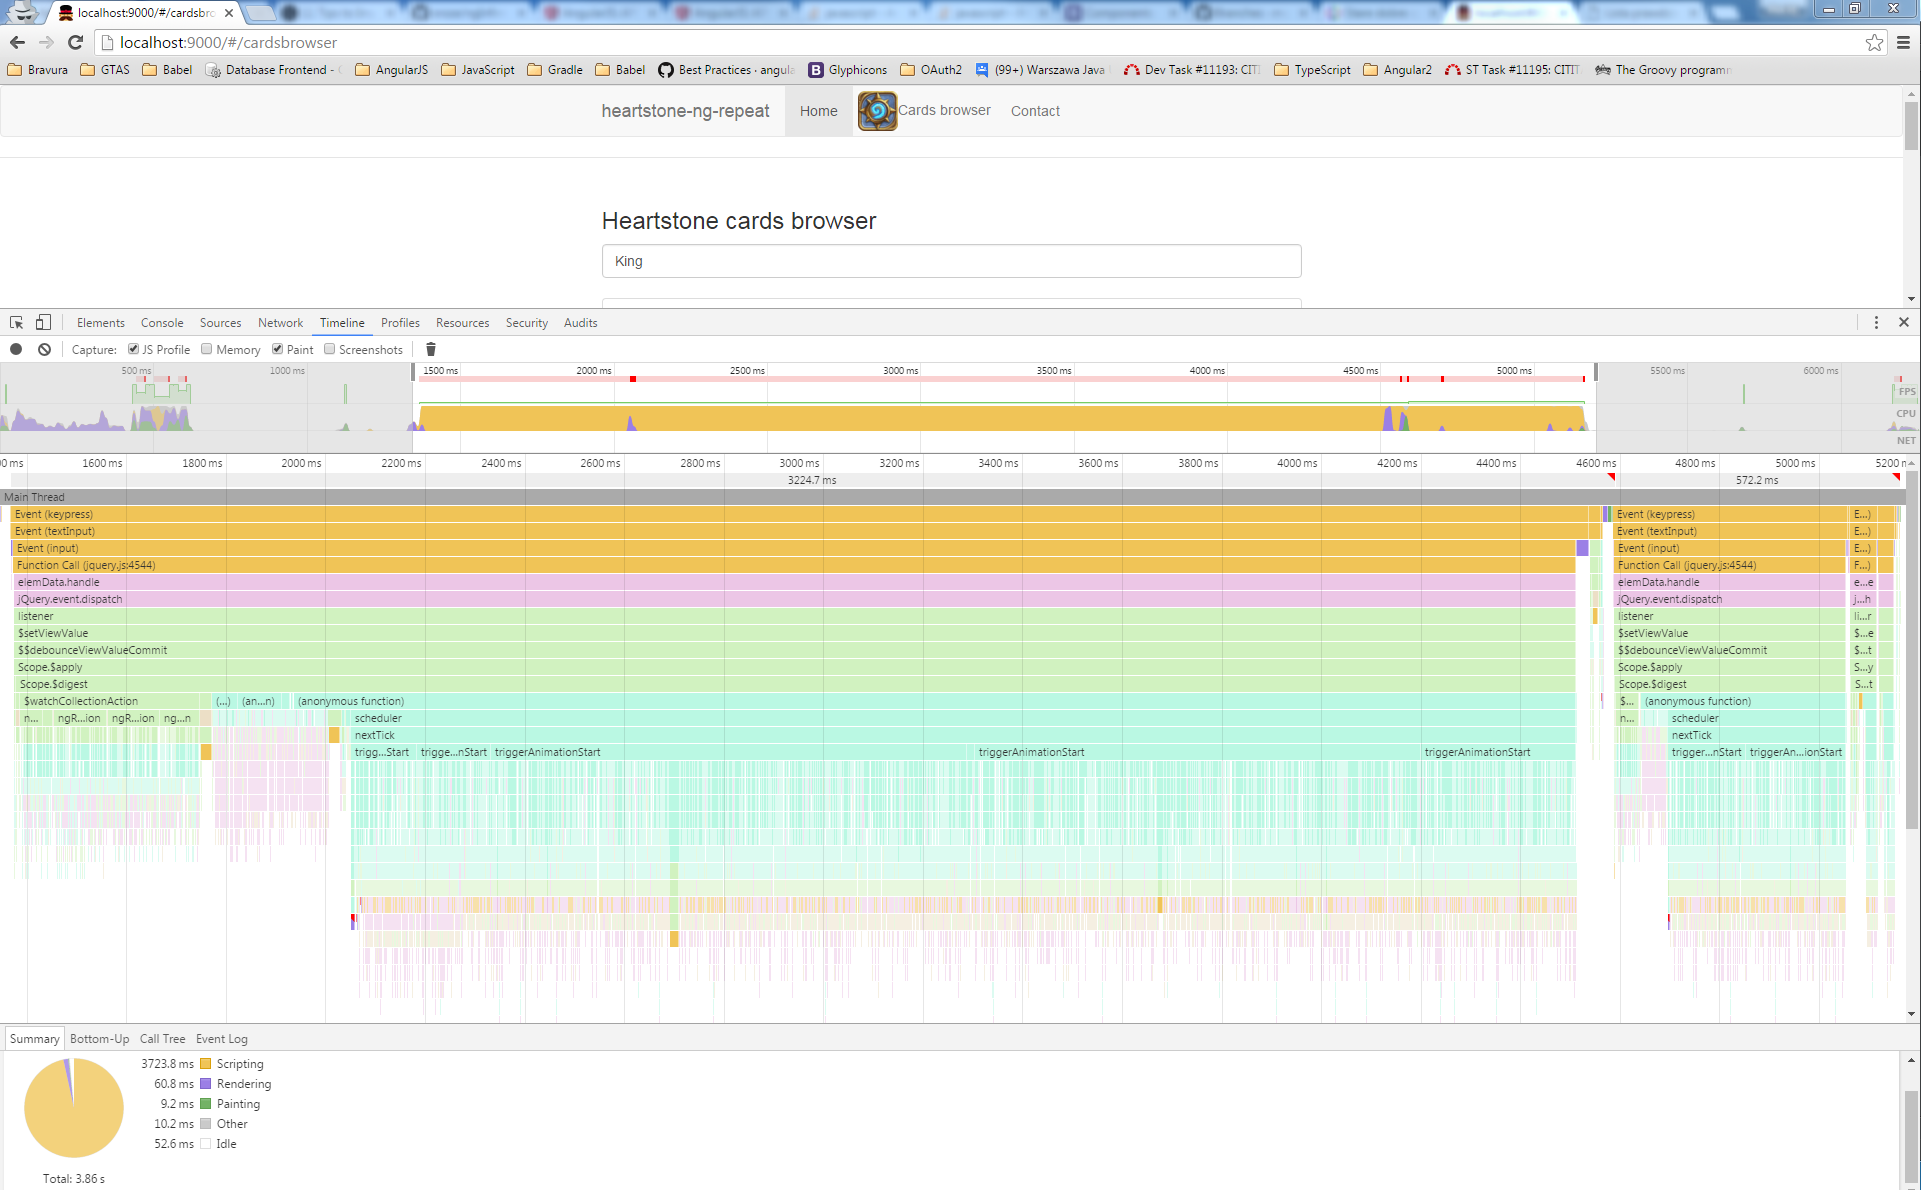 localhost:9000/#/cardsbro
localhost:9000/#/cardsbrowser
Bravura GTAS Babel Database Frontend - AngularJS JavaScript Gradle Babel Best Practices · angula Glyphicons OAuth2 (99+) Warszawa Java Dev Task #11193: CITI TypeScript Angular2 ST Task #11195: CITIT The Groovy programm
heartstone-ng-repeat Home Cards browser Contact
Heartstone cards browser
King
Elements Console Sources Network Timeline Profiles Resources Security Audits
Capture: JS Profile Memory Paint Screenshots
500 ms 1000 ms 1500 ms 2000 ms 2500 ms 3000 ms 3500 ms 4000 ms 4500 ms 5000 ms 5500 ms 6000 ms
FPS
CPU
NET
00 ms 1600 ms 1800 ms 2000 ms 2200 ms 2400 ms 2600 ms 2800 ms 3000 ms 3200 ms 3400 ms 3600 ms 3800 ms 4000 ms 4200 ms 4400 ms 4600 ms 4800 ms 5000 ms 5200 m
3224.7 ms 572.2 ms
Main Thread
Event (keypress) Event (keypress) E...)
Event (textInput) Event (textInput) E...)
Event (input) Event (input) E...)
Function Call (jquery.js:4544) Function Call (jquery.js:4544) F...)
elemData.handle elemData.handle e...e
jQuery.event.dispatch jQuery.event.dispatch j...h
listener listener li...r
$setViewValue $setViewValue $...e
$$debounceViewValueCommit $$debounceViewValueCommit $...t
Scope.$apply Scope.$apply S...y
Scope.$digest Scope.$digest S...t
$watchCollectionAction (...) (an...n) (anonymous function) $... (anonymous function)
n... ngR...ion ngR...ion ng...n scheduler n... scheduler
nextTick nextTick
trigg...Start trigge...nStart triggerAnimationStart triggerAnimationStart triggerAnimationStart trigger...nStart triggerAn...ionStart
Summary Bottom-Up Call Tree Event Log
3723.8 ms Scripting
60.8 ms Rendering
9.2 ms Painting
10.2 ms Other
52.6 ms Idle
Total: 3.86 s